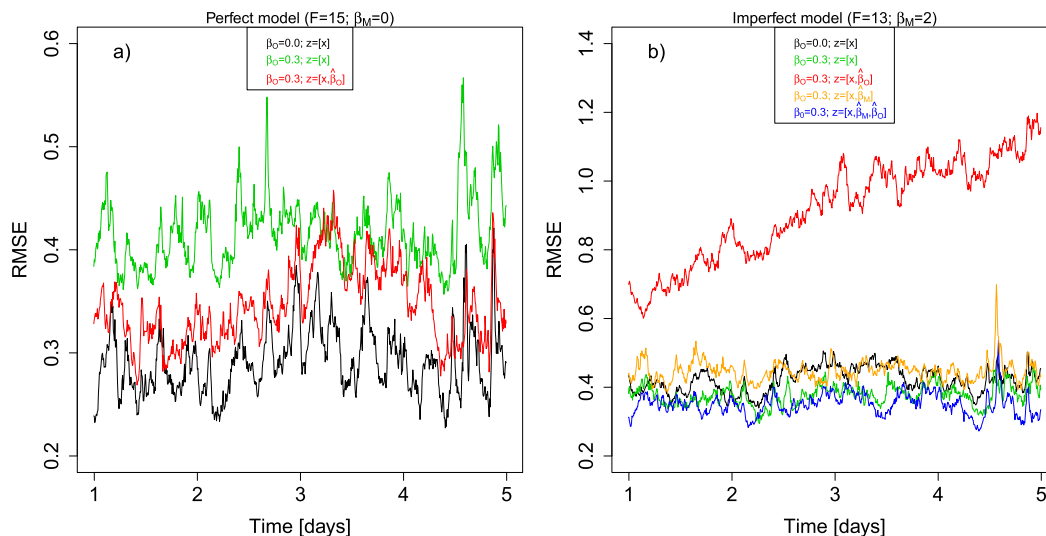 Perfect model (F=15; β_M=0)
a)
β_O=0.0; z=[x]
β_O=0.3; z=[x]
β_O=0.3; z=[x,β̂_O]
RMSE
0.6
0.5
0.4
0.3
0.2
1 2 3 4 5
Time [days]
Imperfect model (F=13; β_M=2)
b)
β_O=0.0; z=[x]
β_O=0.3; z=[x]
β_O=0.3; z=[x,β̂_O]
β_O=0.3; z=[x,β̂_M]
β_0=0.3; z=[x,β̂_M,β̂_O]
RMSE
1.4
1.2
1.0
0.8
0.6
0.4
0.2
1 2 3 4 5
Time [days]